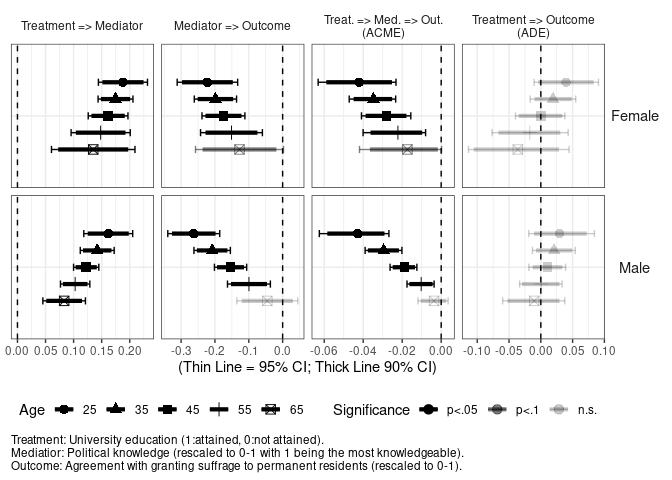 Treatment => Mediator Mediator => Outcome Treat. => Med. => Out. Treatment => Outcome
(ACME) (ADE)
Female
Male
0.00 0.05 0.10 0.15 0.20 -0.3 -0.2 -0.1 0.0 -0.06 -0.04 -0.02 0.00 -0.10 -0.05 0.00 0.05 0.10
(Thin Line = 95% CI; Thick Line 90% CI)
Age 25 35 45 55 65 Significance p<.05 p<.1 n.s.
Treatment: University education (1:attained, 0:not attained).
Mediatior: Political knowledge (rescaled to 0-1 with 1 being the most knowledgeable).
Outcome: Agreement with granting suffrage to permanent residents (rescaled to 0-1).